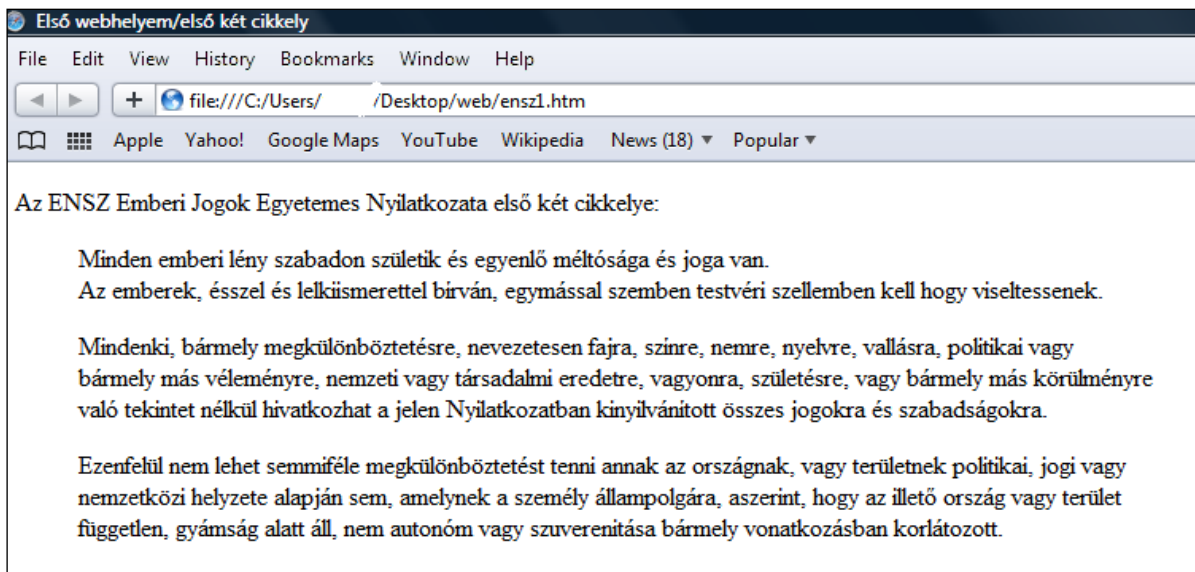 Első webhelyem/első két cikkely
File Edit View History Bookmarks Window Help
file:///C:/Users/ /Desktop/web/ensz1.htm
Apple Yahoo! Google Maps YouTube Wikipedia News (18) Popular
Az ENSZ Emberi Jogok Egyetemes Nyilatkozata első két cikkelye:
Minden emberi lény szabadon születik és egyenlő méltósága és joga van.
Az emberek, ésszel és lelkiismerettel bírván, egymással szemben testvéri szellemben kell hogy viseltessenek.
Mindenki, bármely megkülönböztetésre, nevezetesen fajra, színre, nemre, nyelvre, vallásra, politikai vagy
bármely más véleményre, nemzeti vagy társadalmi eredetre, vagyonra, születésre, vagy bármely más körülményre
való tekintet nélkül hivatkozhat a jelen Nyilatkozatban kinyilvánított összes jogokra és szabadságokra.
Ezenfelül nem lehet semmiféle megkülönböztetést tenni annak az országnak, vagy területnek politikai, jogi vagy
nemzetközi helyzete alapján sem, amelynek a személy állampolgára, aszerint, hogy az illető ország vagy terület
független, gyámság alatt áll, nem autonóm vagy szuverenitása bármely vonatkozásban korlátozott.